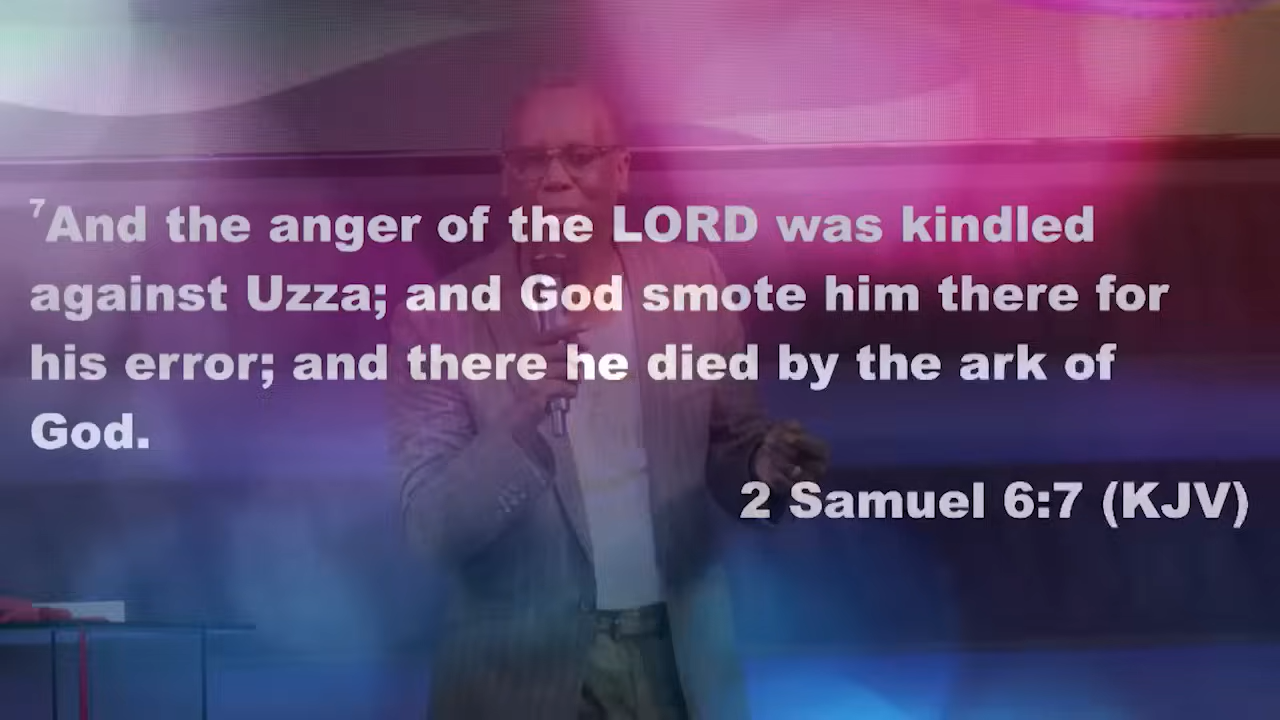 7And the anger of the LORD was kindled
against Uzza; and God smote him there for
his error; and there he died by the ark of
God.
2 Samuel 6:7 (KJV)